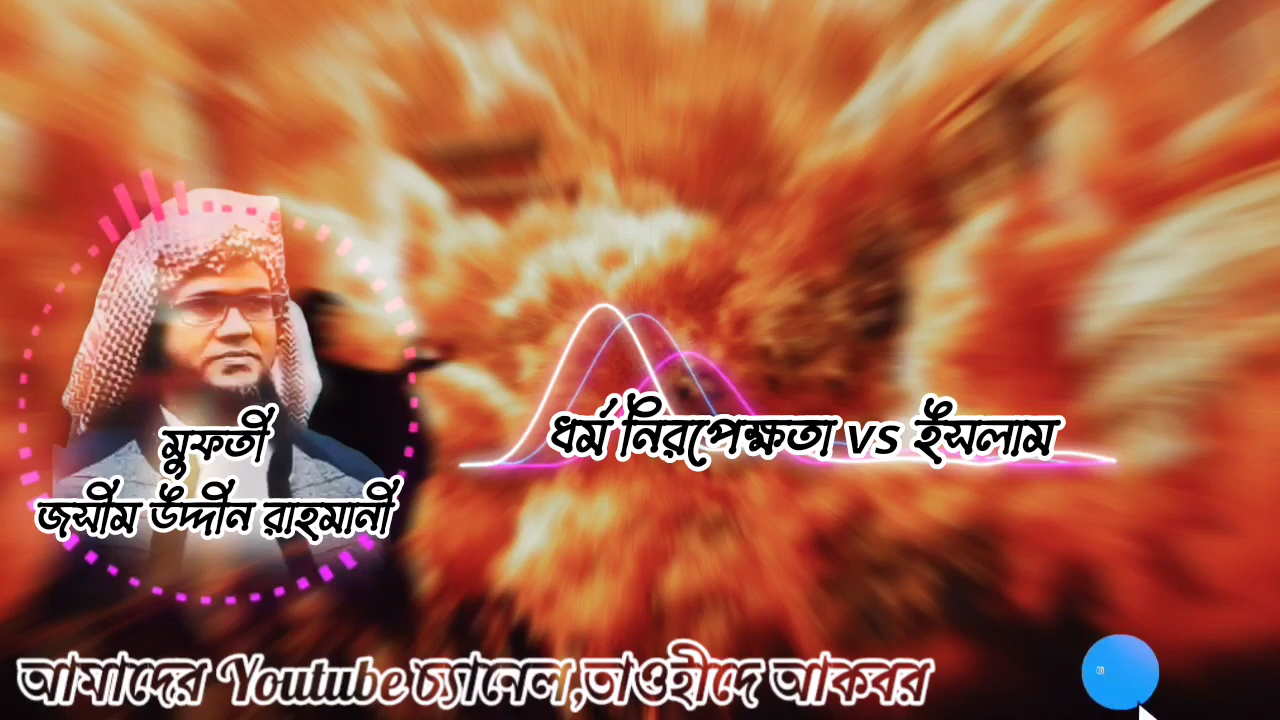 মুফতী
জসীম উদ্দীন রাহমানী
ধর্ম নিরপেক্ষতা vs ইসলাম
আমাদের Youtube চ্যানেল,তাওহীদে আকবর